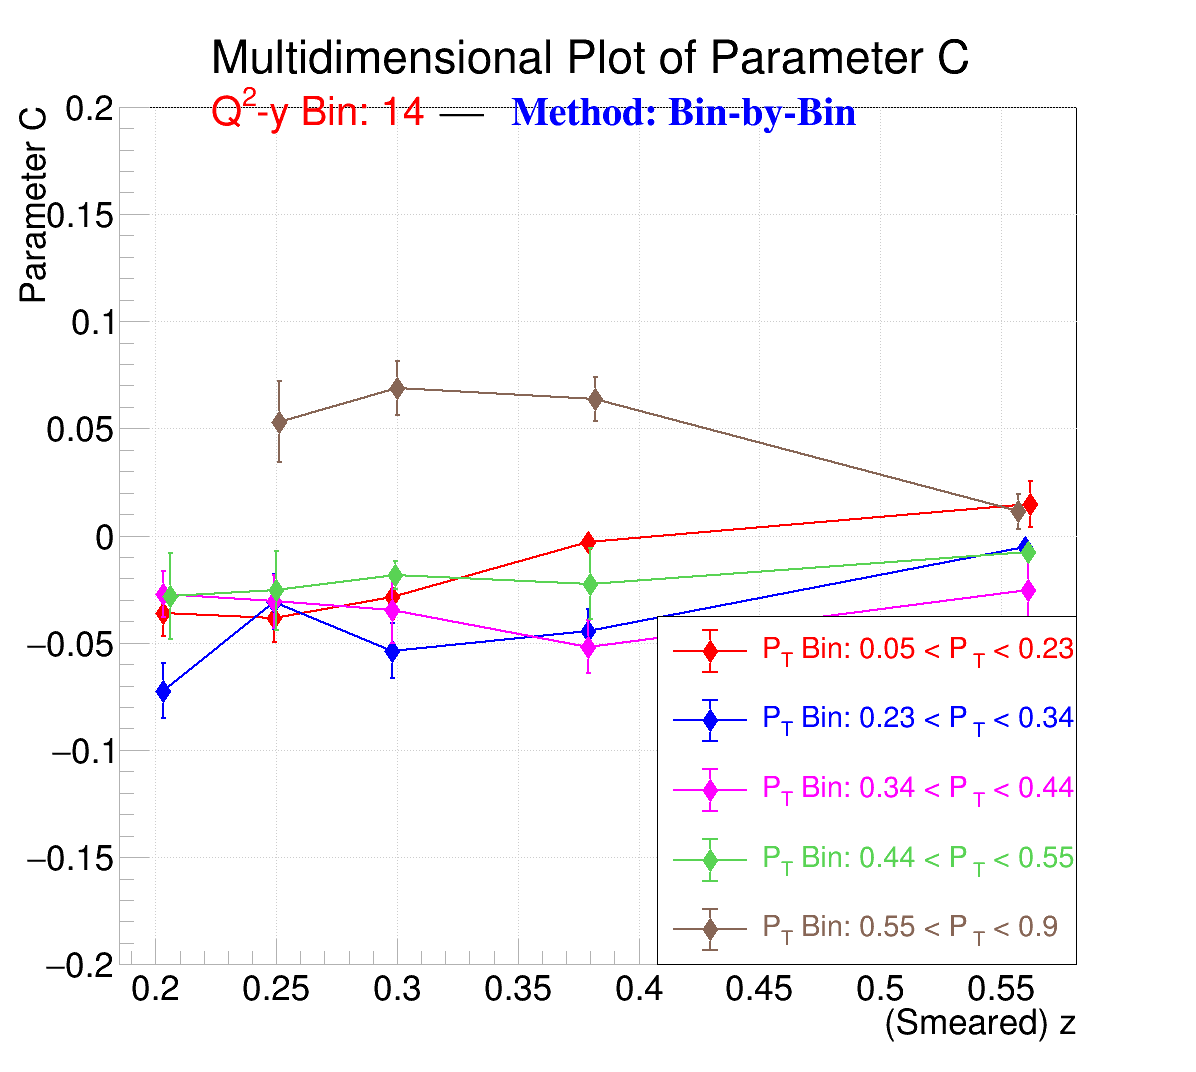 Multidimensional Plot of Parameter C
Q2-y Bin: 14 — Method: Bin-by-Bin
Parameter C
0.2
0.15
0.1
0.05
0
−0.05
−0.1
−0.15
−0.2
PT Bin: 0.05 < PT < 0.23
PT Bin: 0.23 < PT < 0.34
PT Bin: 0.34 < PT < 0.44
PT Bin: 0.44 < PT < 0.55
PT Bin: 0.55 < PT < 0.9
0.2 0.25 0.3 0.35 0.4 0.45 0.5 0.55
(Smeared) z